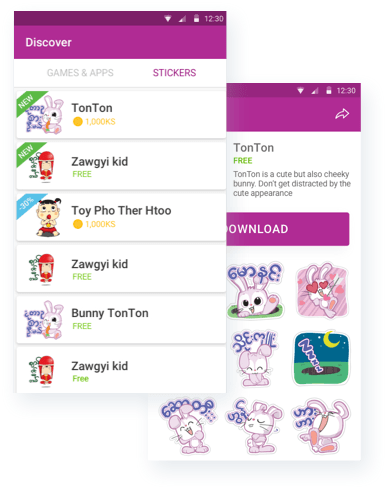 12:30
Discover
GAMES & APPS
STICKERS
NEW
TonTon
1,000KS
NEW
Zawgyi kid
FREE
-30%
Toy Pho Ther Htoo
1,000KS
Zawgyi kid
FREE
Bunny TonTon
FREE
Zawgyi kid
Free
12:30
TonTon
FREE
TonTon is a cute but also cheeky
bunny. Don't get distracted by the
cute appearance
DOWNLOAD